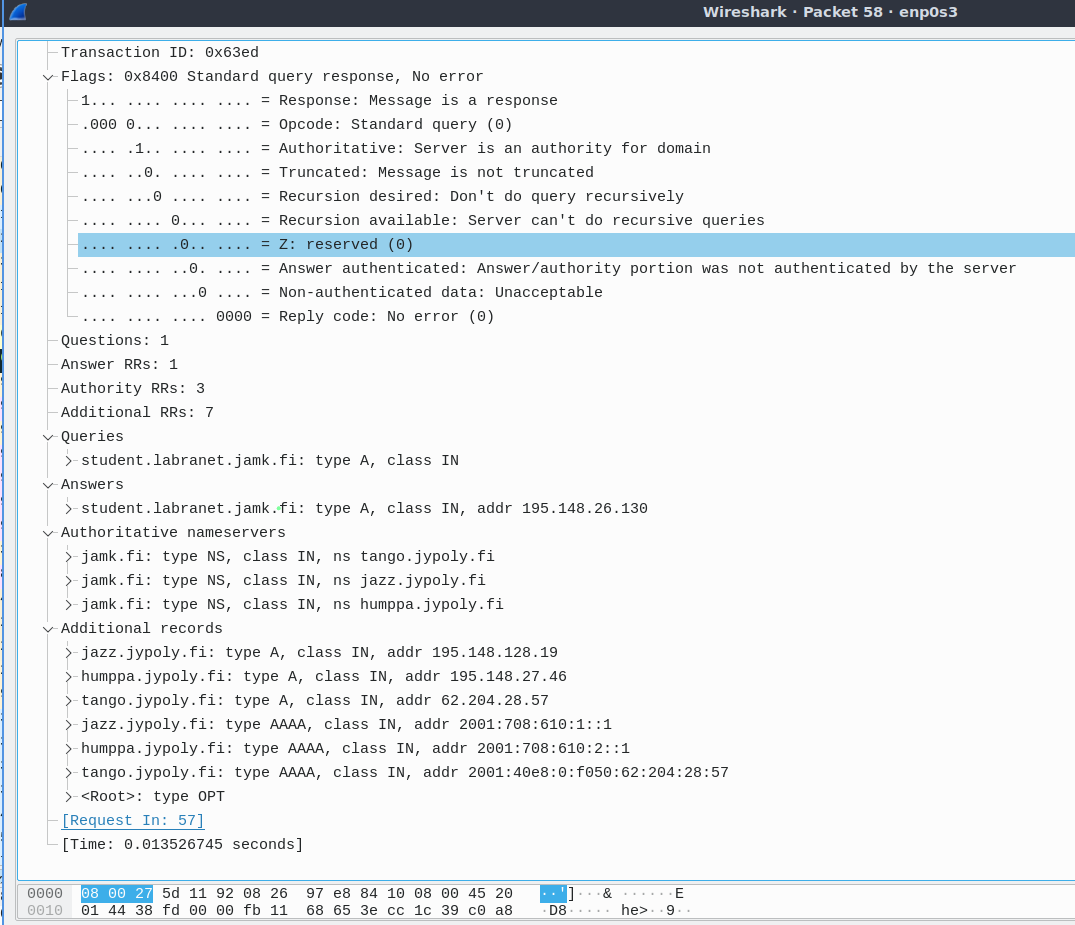 Wireshark · Packet 58 · enp0s3
Transaction ID: 0x63ed
Flags: 0x8400 Standard query response, No error
1... .... .... .... = Response: Message is a response
.000 0... .... .... = Opcode: Standard query (0)
.... .1.. .... .... = Authoritative: Server is an authority for domain
.... ..0. .... .... = Truncated: Message is not truncated
.... ...0 .... .... = Recursion desired: Don't do query recursively
.... .... 0... .... = Recursion available: Server can't do recursive queries
.... .... .0.. .... = Z: reserved (0)
.... .... ..0. .... = Answer authenticated: Answer/authority portion was not authenticated by the server
.... .... ...0 .... = Non-authenticated data: Unacceptable
.... .... .... 0000 = Reply code: No error (0)
Questions: 1
Answer RRs: 1
Authority RRs: 3
Additional RRs: 7
Queries
student.labranet.jamk.fi: type A, class IN
Answers
student.labranet.jamk.fi: type A, class IN, addr 195.148.26.130
Authoritative nameservers
jamk.fi: type NS, class IN, ns tango.jypoly.fi
jamk.fi: type NS, class IN, ns jazz.jypoly.fi
jamk.fi: type NS, class IN, ns humppa.jypoly.fi
Additional records
jazz.jypoly.fi: type A, class IN, addr 195.148.128.19
humppa.jypoly.fi: type A, class IN, addr 195.148.27.46
tango.jypoly.fi: type A, class IN, addr 62.204.28.57
jazz.jypoly.fi: type AAAA, class IN, addr 2001:708:610:1::1
humppa.jypoly.fi: type AAAA, class IN, addr 2001:708:610:2::1
tango.jypoly.fi: type AAAA, class IN, addr 2001:40e8:0:f050:62:204:28:57
<Root>: type OPT
[Request In: 57]
[Time: 0.013526745 seconds]
0000 08 00 27 5d 11 92 08 26 97 e8 84 10 08 00 45 20 ··']···& ······E
0010 01 44 38 fd 00 00 fb 11 68 65 3e cc 1c 39 c0 a8 ·D8····· he>··9··